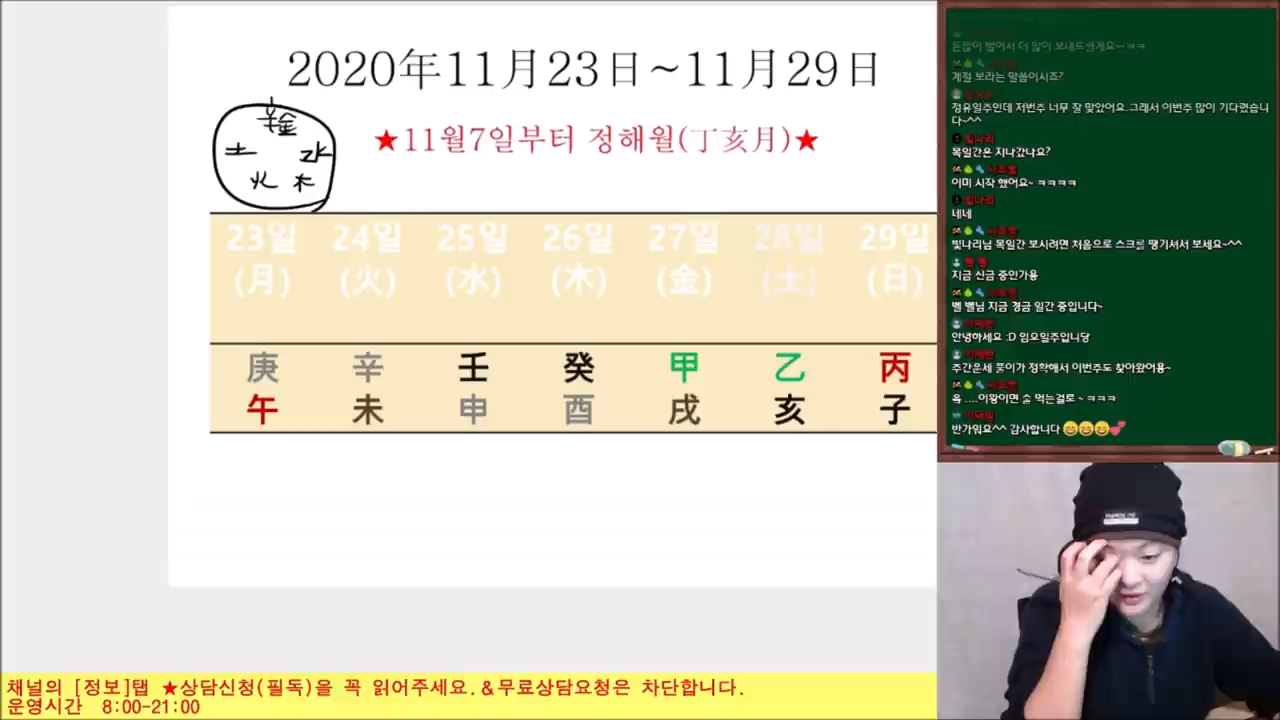 2020年11月23日~11月29日
★11월7일부터 정해월(丁亥月)★
土 水
火 木
23일 24일 25일 26일 27일 28일 29일
(月) (火) (水) (木) (金) (土) (日)
庚 辛 壬 癸 甲 乙 丙
午 未 申 酉 戌 亥 子
계절 보라는 말씀이시죠?
정유일주인데 저번주 너무 잘 맞았어요.그래서 이번주 많이 기다렸습니
다~^^
빛나리
목일간은 지나갔나요?
이미 시작 했어요~ ㅋㅋㅋㅋ
빛나리
네네
빛나리님 목일간 보시려면 처음으로 스크롤 땡기셔서 보세요~^^
지금 신금 중인가용
벨 벨님 지금 경금 일간 중입니다~
안녕하세요 :D 임오일주입니당
주간운세 풀이가 정확해서 이번주도 찾아왔어용~
욕 ....이왕이면 술 먹는걸로 ~ ㅋㅋㅋ
반가워요^^ 감사합니다 😄😄😄💕
채널의 [정보]탭 ★상담신청(필독)을 꼭 읽어주세요.&무료상담요청은 차단합니다.
운영시간 8:00-21:00